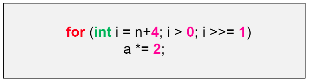 for (int i = n+4; i > 0; i >>= 1)
a *= 2;